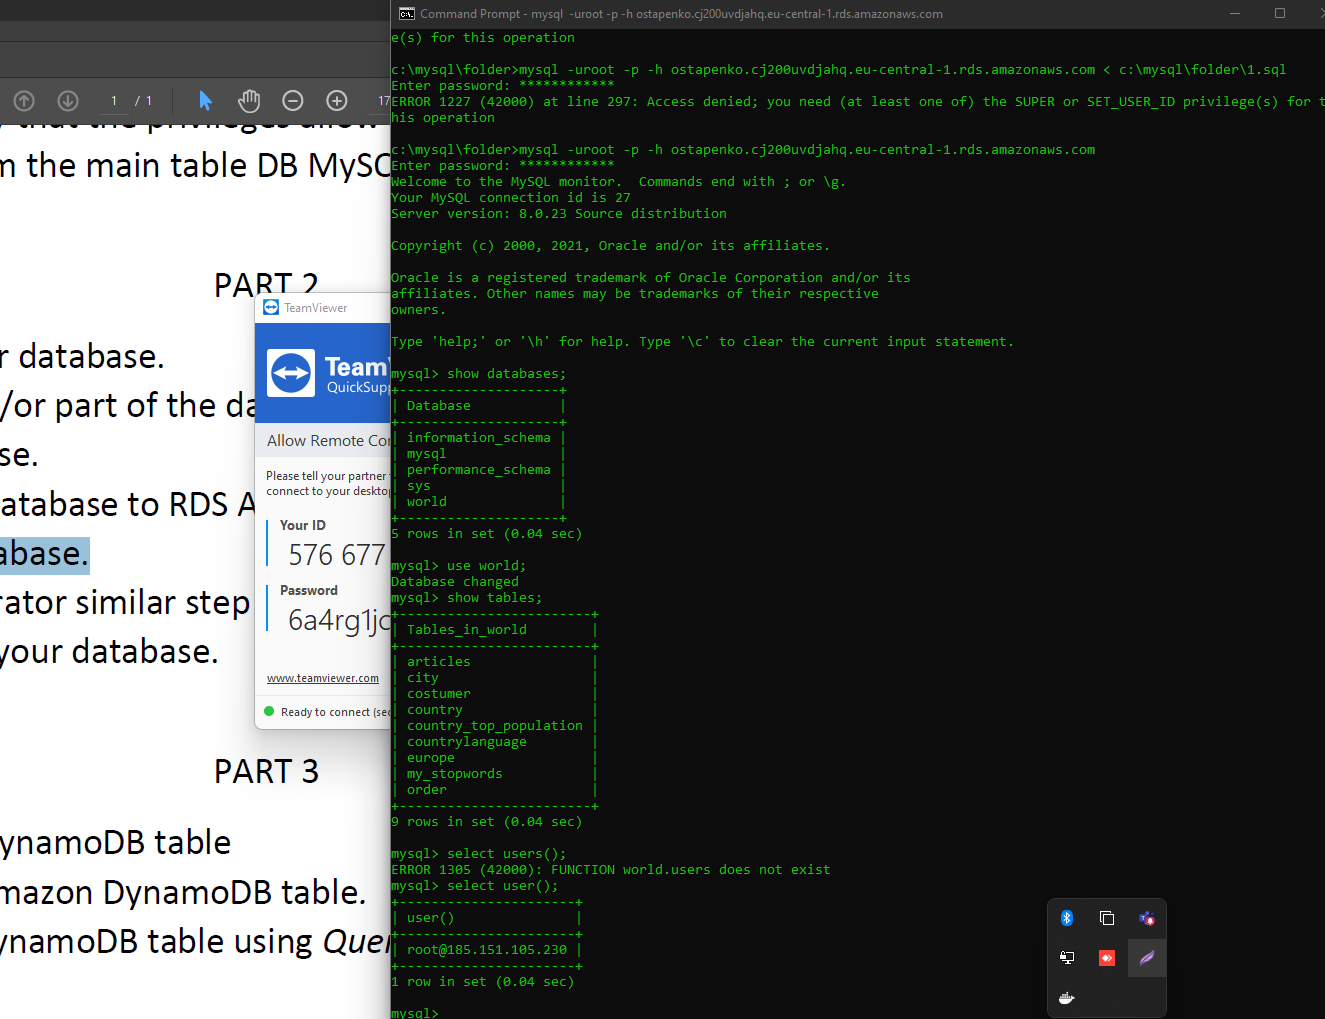 Command Prompt - mysql -uroot -p -h ostapenko.cj200uvdjahq.eu-central-1.rds.amazonaws.com
e(s) for this operation
c:\mysql\folder>mysql -uroot -p -h ostapenko.cj200uvdjahq.eu-central-1.rds.amazonaws.com < c:\mysql\folder\1.sql
Enter password: ************
ERROR 1227 (42000) at line 297: Access denied; you need (at least one of) the SUPER or SET_USER_ID privilege(s) for t
his operation
c:\mysql\folder>mysql -uroot -p -h ostapenko.cj200uvdjahq.eu-central-1.rds.amazonaws.com
Enter password: ************
Welcome to the MySQL monitor.  Commands end with ; or \g.
Your MySQL connection id is 27
Server version: 8.0.23 Source distribution
Copyright (c) 2000, 2021, Oracle and/or its affiliates.
Oracle is a registered trademark of Oracle Corporation and/or its
affiliates. Other names may be trademarks of their respective
owners.
Type 'help;' or '\h' for help. Type '\c' to clear the current input statement.
mysql> show databases;
+--------------------+
| Database           |
+--------------------+
| information_schema |
| mysql              |
| performance_schema |
| sys                |
| world              |
+--------------------+
5 rows in set (0.04 sec)
mysql> use world;
Database changed
mysql> show tables;
+------------------------+
| Tables_in_world        |
+------------------------+
| articles               |
| city                   |
| costumer               |
| country                |
| country_top_population |
| countrylanguage        |
| europe                 |
| my_stopwords           |
| order                  |
+------------------------+
9 rows in set (0.04 sec)
mysql> select users();
ERROR 1305 (42000): FUNCTION world.users does not exist
mysql> select user();
+----------------------+
| user()               |
+----------------------+
| root@185.151.105.230 |
+----------------------+
1 row in set (0.04 sec)
mysql>
1 / 1
17
that the privileges allow
m the main table DB MySC
PART 2
r database.
/or part of the da
se.
atabase to RDS A
abase.
rator similar step
your database.
PART 3
ynamoDB table
mazon DynamoDB table.
ynamoDB table using Quer
TeamViewer
TeamV
QuickSupp
Allow Remote Con
Please tell your partner
connect to your desktop
Your ID
576 677
Password
6a4rg1jc
www.teamviewer.com
Ready to connect (sec